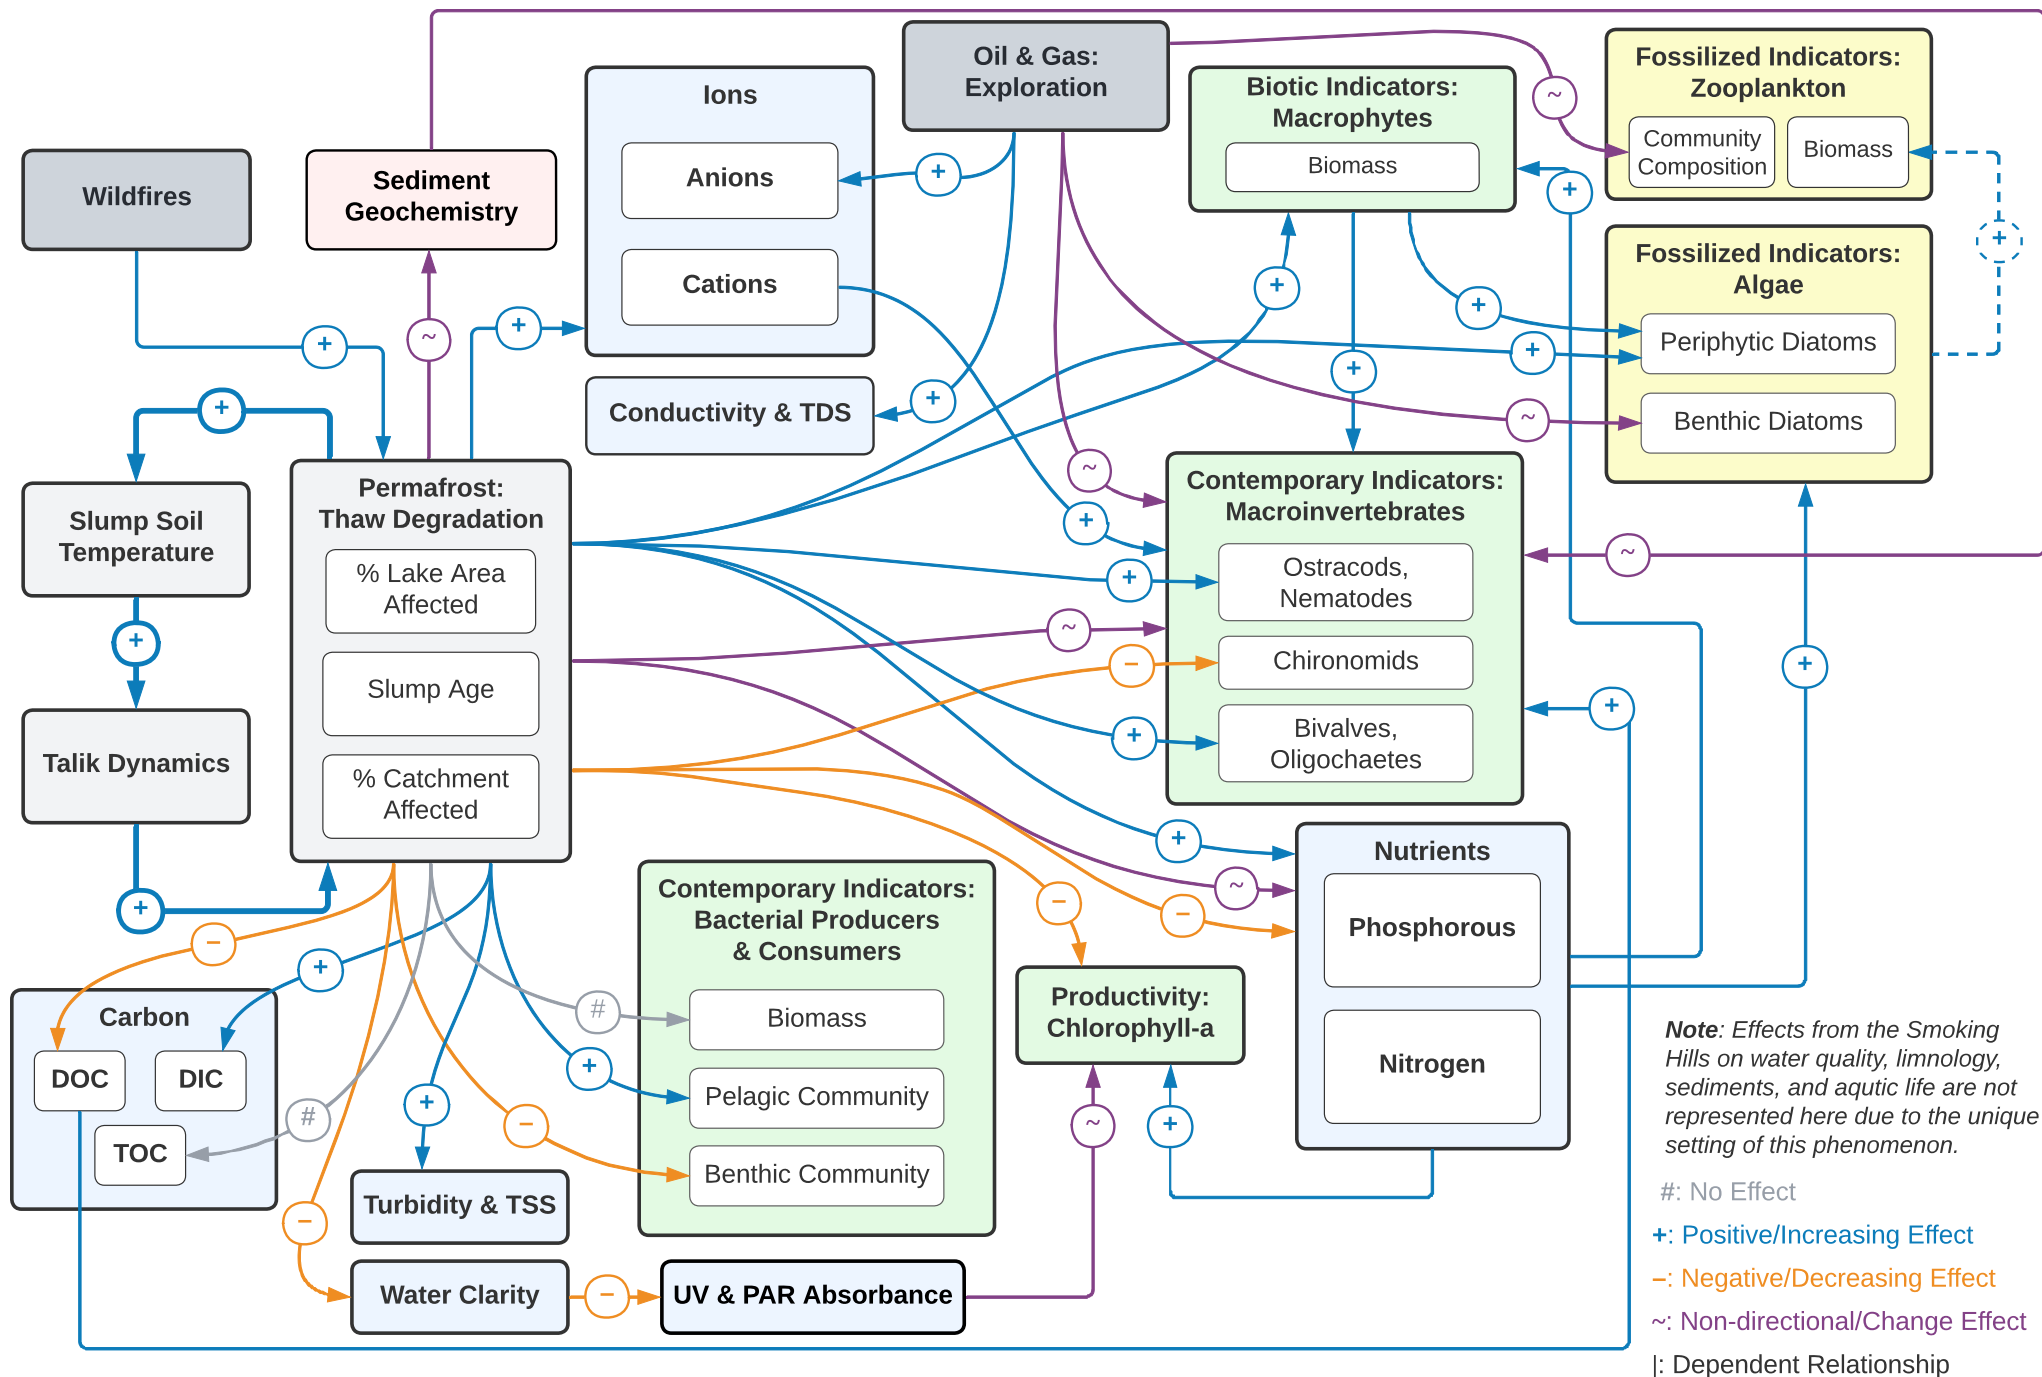 Oil & Gas:
Exploration
Fossilized Indicators:
Zooplankton
Community
Composition
Biomass
~
Biotic Indicators:
Macrophytes
Biomass
Ions
Anions
Cations
+
Wildfires
Sediment
Geochemistry
+
+
Fossilized Indicators:
Algae
Periphytic Diatoms
Benthic Diatoms
+
+
+
~
+
+
+
~
+
Conductivity & TDS
+
~
Permafrost:
Thaw Degradation
% Lake Area
Affected
Slump Age
% Catchment
Affected
Slump Soil
Temperature
+
Talik Dynamics
+
~
+
Contemporary Indicators:
Macroinvertebrates
Ostracods,
Nematodes
Chironomids
Bivalves,
Oligochaetes
+
~
–
+
~
+
+
+
~
–
–
Nutrients
Phosphorous
Nitrogen
Contemporary Indicators:
Bacterial Producers
& Consumers
Biomass
Pelagic Community
Benthic Community
–
+
#
+
–
Carbon
DOC
DIC
TOC
#
+
–
Turbidity & TSS
Water Clarity
–
UV & PAR Absorbance
Productivity:
Chlorophyll-a
~
+
Note: Effects from the Smoking
Hills on water quality, limnology,
sediments, and aqutic life are not
represented here due to the unique
setting of this phenomenon.
#: No Effect
+: Positive/Increasing Effect
–: Negative/Decreasing Effect
~: Non-directional/Change Effect
|: Dependent Relationship